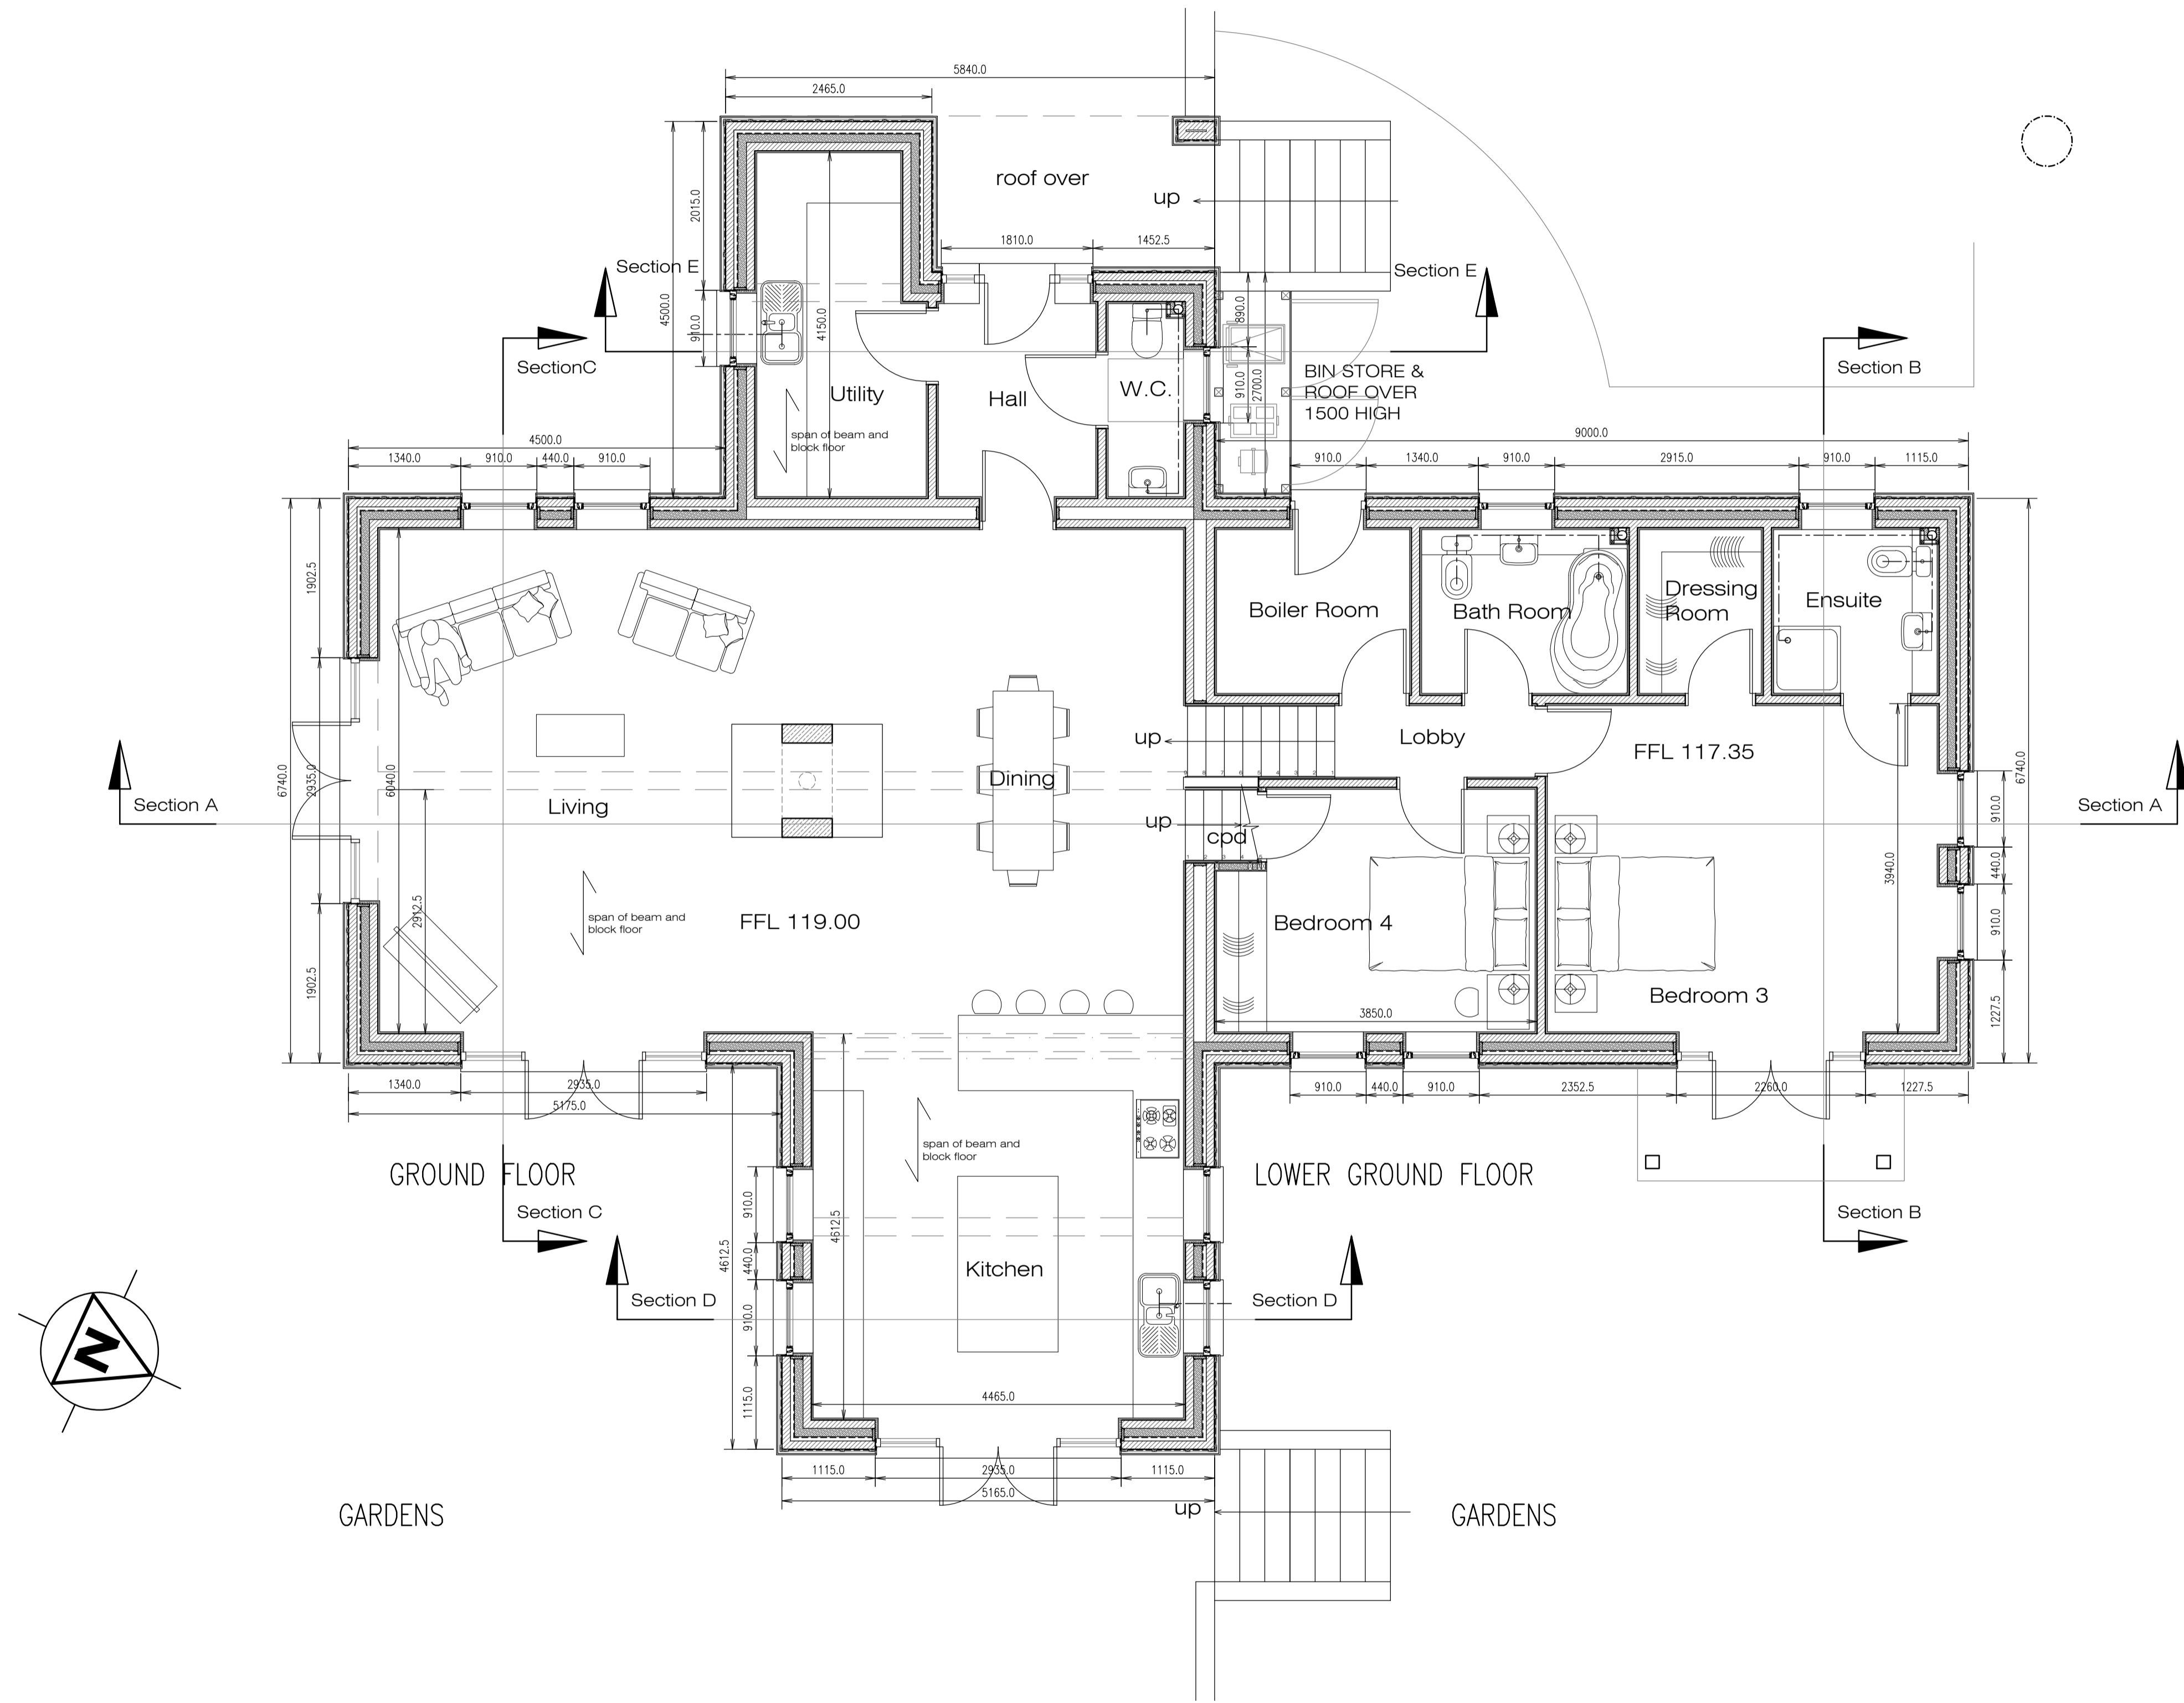 5840.0
2465.0
roof over
up
2015.0
1810.0
1452.5
Section E
Section E
4500.0
910.0
4150.0
890.0
SectionC
Section B
BIN STORE &
ROOF OVER
1500 HIGH
910.0
2700.0
Utility
Hall
W.C.
span of beam and
block floor
4500.0
9000.0
1340.0
910.0
440.0
910.0
910.0
1340.0
910.0
2915.0
910.0
1115.0
1902.5
Boiler Room
Bath Room
Dressing
Room
Ensuite
up
Lobby
FFL 117.35
6740.0
2935.0
6040.0
Dining
6740.0
Section A
Living
910.0
Section A
up
cpd
440.0
3940.0
2912.5
span of beam and
block floor
FFL 119.00
Bedroom 4
910.0
1902.5
Bedroom 3
1227.5
3850.0
1340.0
2935.0
5175.0
910.0
440.0
910.0
2352.5
2260.0
1227.5
span of beam and
block floor
GROUND FLOOR
LOWER GROUND FLOOR
Section C
Section B
910.0
4612.5
4612.5
440.0
Kitchen
Section D
Section D
910.0
N
1115.0
4465.0
1115.0
2935.0
1115.0
5165.0
up
GARDENS
GARDENS